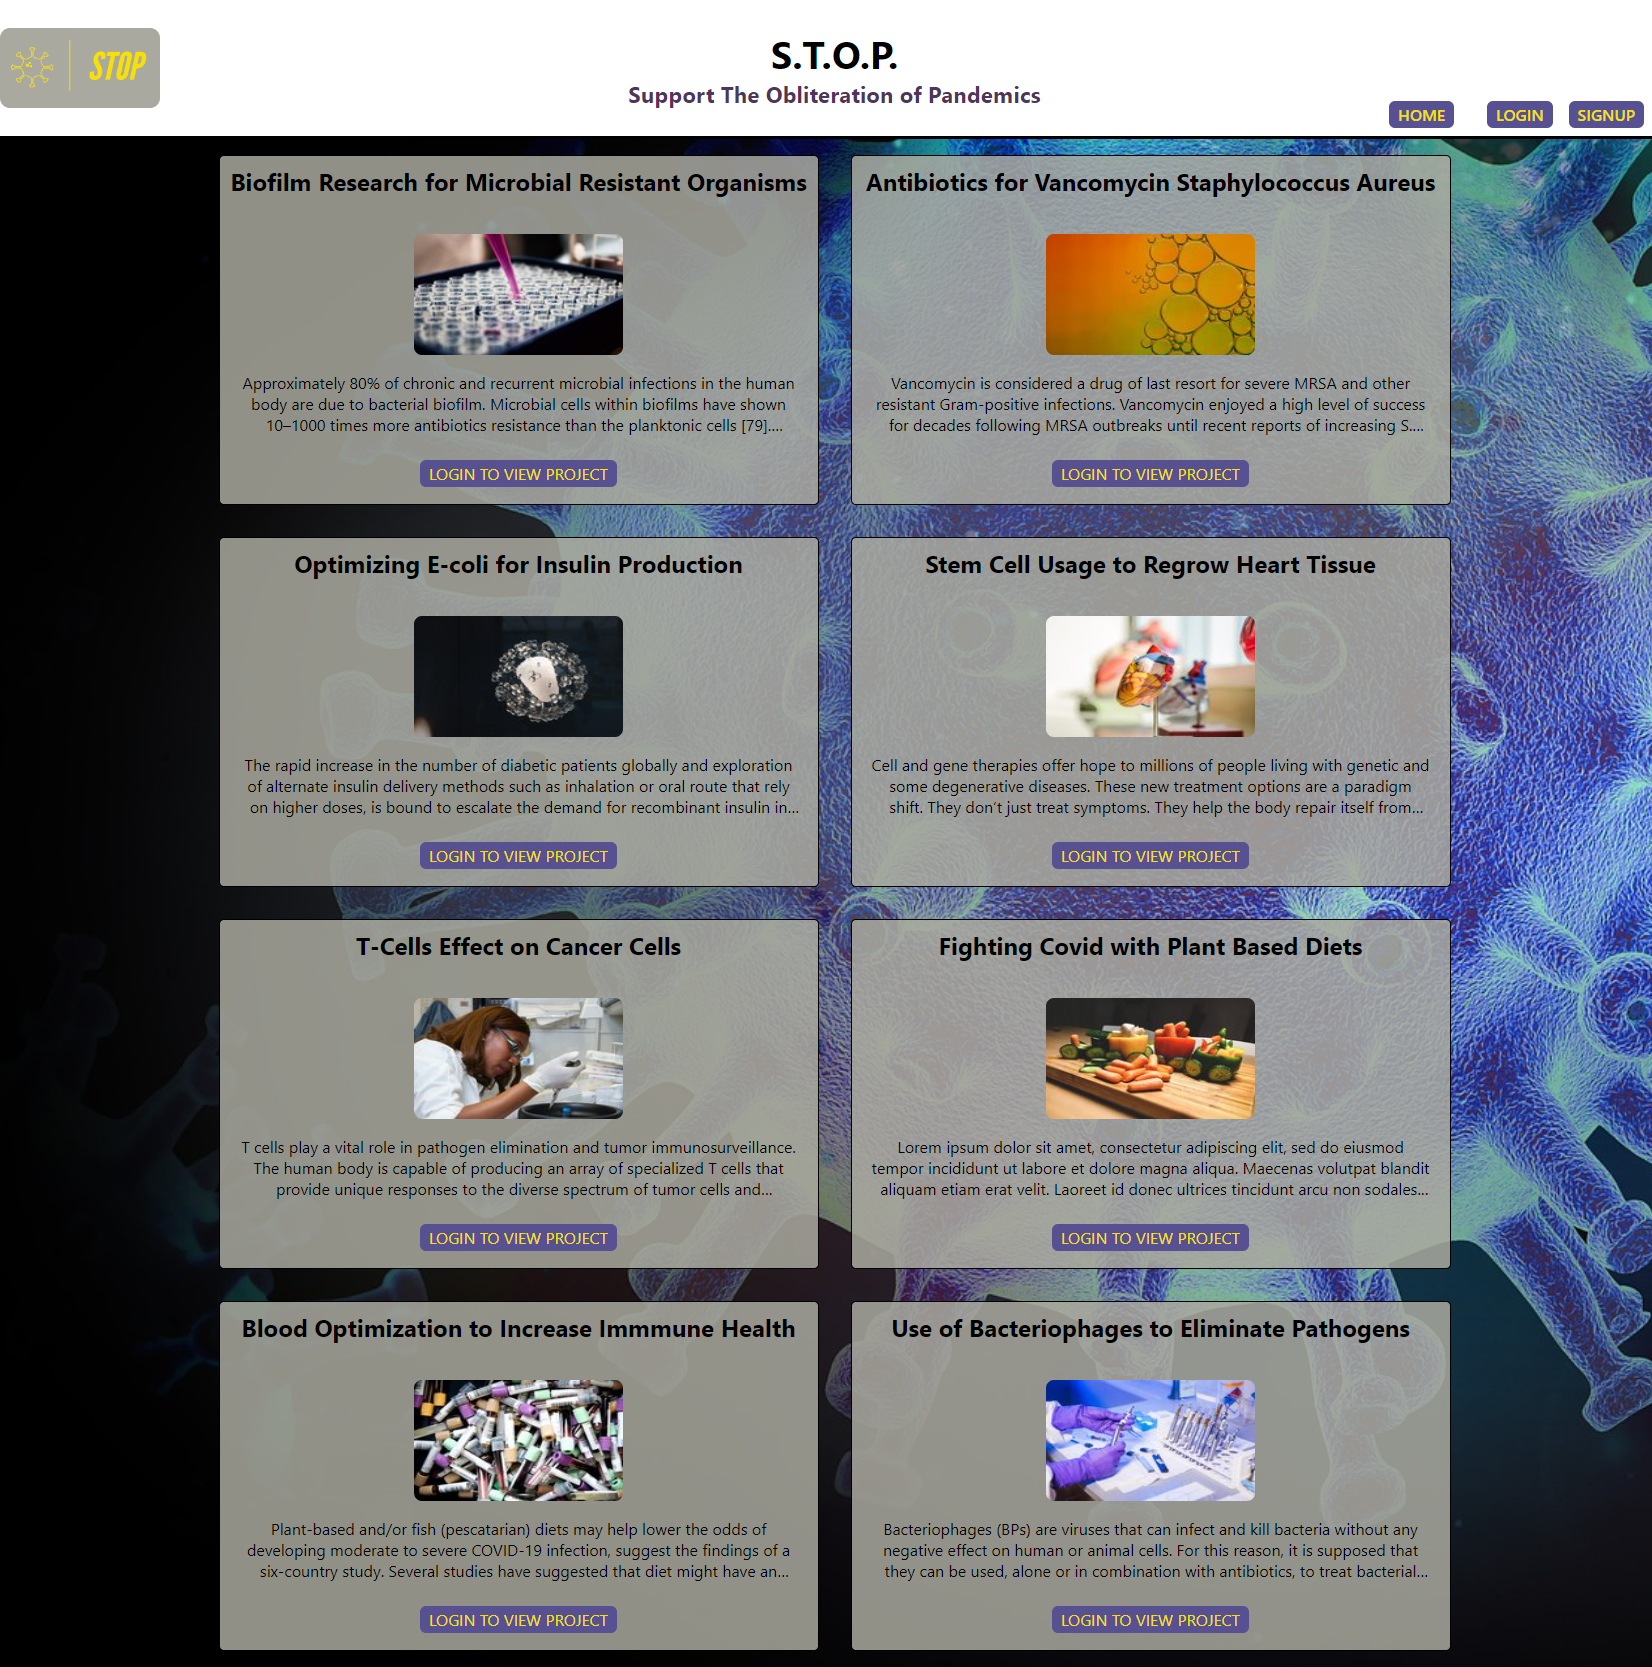 STOP
S.T.O.P.
Support The Obliteration of Pandemics
HOME
LOGIN
SIGNUP
Biofilm Research for Microbial Resistant Organisms
Approximately 80% of chronic and recurrent microbial infections in the human
body are due to bacterial biofilm. Microbial cells within biofilms have shown
10–1000 times more antibiotics resistance than the planktonic cells [79]....
LOGIN TO VIEW PROJECT
Antibiotics for Vancomycin Staphylococcus Aureus
Vancomycin is considered a drug of last resort for severe MRSA and other
resistant Gram-positive infections. Vancomycin enjoyed a high level of success
for decades following MRSA outbreaks until recent reports of increasing S....
LOGIN TO VIEW PROJECT
Optimizing E-coli for Insulin Production
The rapid increase in the number of diabetic patients globally and exploration
of alternate insulin delivery methods such as inhalation or oral route that rely
on higher doses, is bound to escalate the demand for recombinant insulin in...
LOGIN TO VIEW PROJECT
Stem Cell Usage to Regrow Heart Tissue
Cell and gene therapies offer hope to millions of people living with genetic and
some degenerative diseases. These new treatment options are a paradigm
shift. They don't just treat symptoms. They help the body repair itself from...
LOGIN TO VIEW PROJECT
T-Cells Effect on Cancer Cells
T cells play a vital role in pathogen elimination and tumor immunosurveillance.
The human body is capable of producing an array of specialized T cells that
provide unique responses to the diverse spectrum of tumor cells and...
LOGIN TO VIEW PROJECT
Fighting Covid with Plant Based Diets
Lorem ipsum dolor sit amet, consectetur adipiscing elit, sed do eiusmod
tempor incididunt ut labore et dolore magna aliqua. Maecenas volutpat blandit
aliquam etiam erat velit. Laoreet id donec ultrices tincidunt arcu non sodales...
LOGIN TO VIEW PROJECT
Blood Optimization to Increase Immmune Health
Plant-based and/or fish (pescatarian) diets may help lower the odds of
developing moderate to severe COVID-19 infection, suggest the findings of a
six-country study. Several studies have suggested that diet might have an...
LOGIN TO VIEW PROJECT
Use of Bacteriophages to Eliminate Pathogens
Bacteriophages (BPs) are viruses that can infect and kill bacteria without any
negative effect on human or animal cells. For this reason, it is supposed that
they can be used, alone or in combination with antibiotics, to treat bacterial...
LOGIN TO VIEW PROJECT